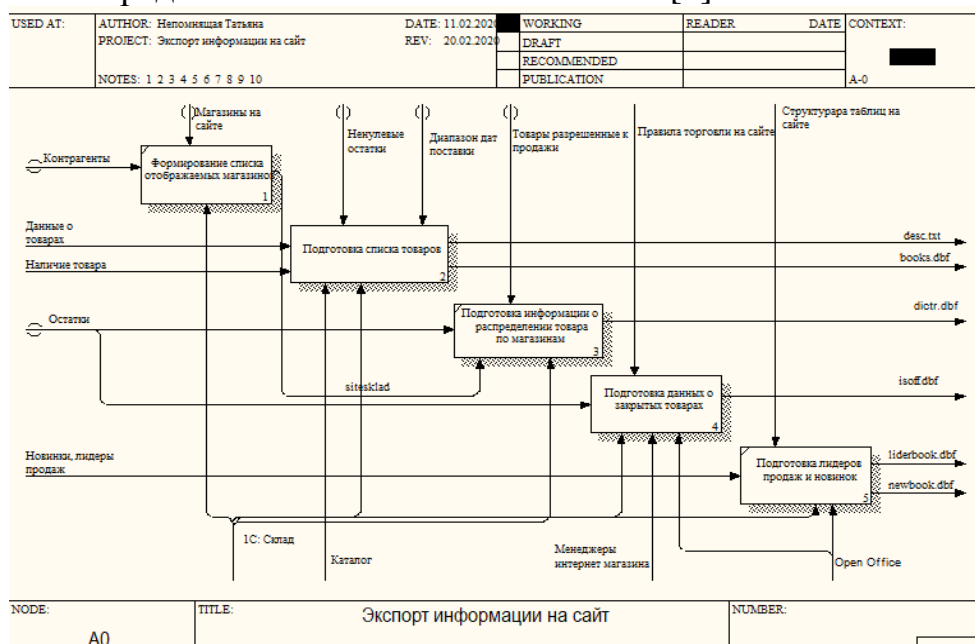 USED AT:
AUTHOR: Непомнящая Татьяна
DATE: 11.02.2020
PROJECT: Экспорт информации на сайт
REV: 20.02.2020
NOTES: 1 2 3 4 5 6 7 8 9 10
WORKING
DRAFT
RECOMMENDED
PUBLICATION
READER
DATE
CONTEXT:
A-0
Магазины на
сайте
Ненулевые
остатки
Диапазон дат
поставки
Товары разрешенные к
продажи
Правила торговли на сайте
Структурара таблиц на
сайте
Контрагенты
Формирование списка
отображаемых магазинов
1
Данные о
товарах
Наличие товара
Подготовка списка товаров
2
desc.txt
books.dbf
Остатки
Подготовка информации о
распределении товара
по магазинам
3
dictr.dbf
sitesklad
Подготовка данных о
закрытых товарах
4
isoff.dbf
Новинки, лидеры
продаж
Подготовка лидеров
продаж и новинок
5
liderbook.dbf
newbook.dbf
1С: Склад
Каталог
Менеджеры
интернет магазина
Open Office
NODE:
A0
TITLE:
Экспорт информации на сайт
NUMBER: